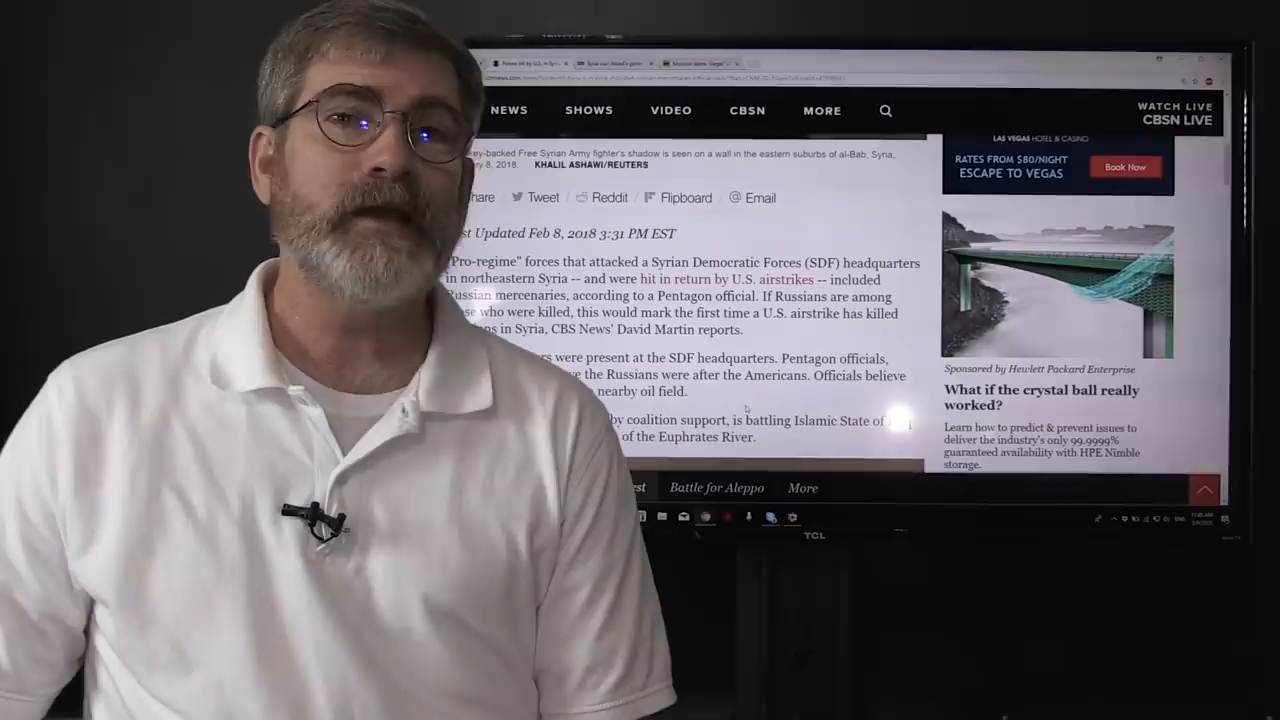 NEWS SHOWS VIDEO CBSN MORE
WATCH LIVE
CBSN LIVE
key-backed Free Syrian Army fighter's shadow is seen on a wall in the eastern suburbs of al-Bab, Syria,
ry 8, 2018. KHALIL ASHAWI/REUTERS
hare / Tweet / Reddit / Flipboard / @ Email
st Updated Feb 8, 2018 3:31 PM EST
"Pro-regime" forces that attacked a Syrian Democratic Forces (SDF) headquarters
in northeastern Syria -- and were hit in return by U.S. airstrikes -- included
Russian mercenaries, according to a Pentagon official. If Russians are among
se who were killed, this would mark the first time a U.S. airstrike has killed
ns in Syria, CBS News' David Martin reports.
rs were present at the SDF headquarters. Pentagon officials,
ve the Russians were after the Americans. Officials believe
nearby oil field.
by coalition support, is battling Islamic State of
of the Euphrates River.
st Battle for Aleppo More
LAS VEGAS HOTEL & CASINO
RATES FROM $80/NIGHT
ESCAPE TO VEGAS
Book Now
Sponsored by Hewlett Packard Enterprise
What if the crystal ball really
worked?
Learn how to predict & prevent issues to
deliver the industry's only 99.9999%
guaranteed availability with HPE Nimble
storage.
TCL